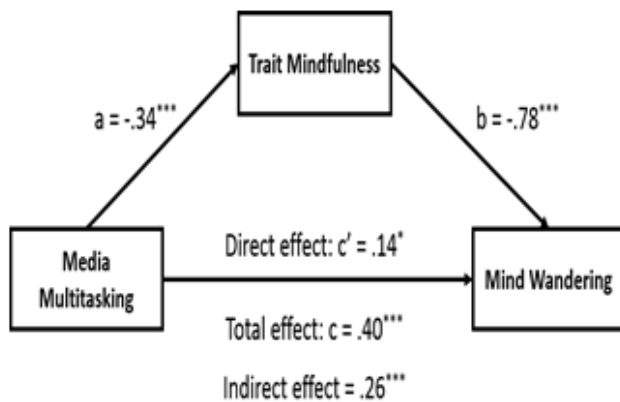 Trait Mindfulness
a = -.34***
b = -.78***
Media
Multitasking
Direct effect: c' = .14*
Mind Wandering
Total effect: c = .40***
Indirect effect = .26***